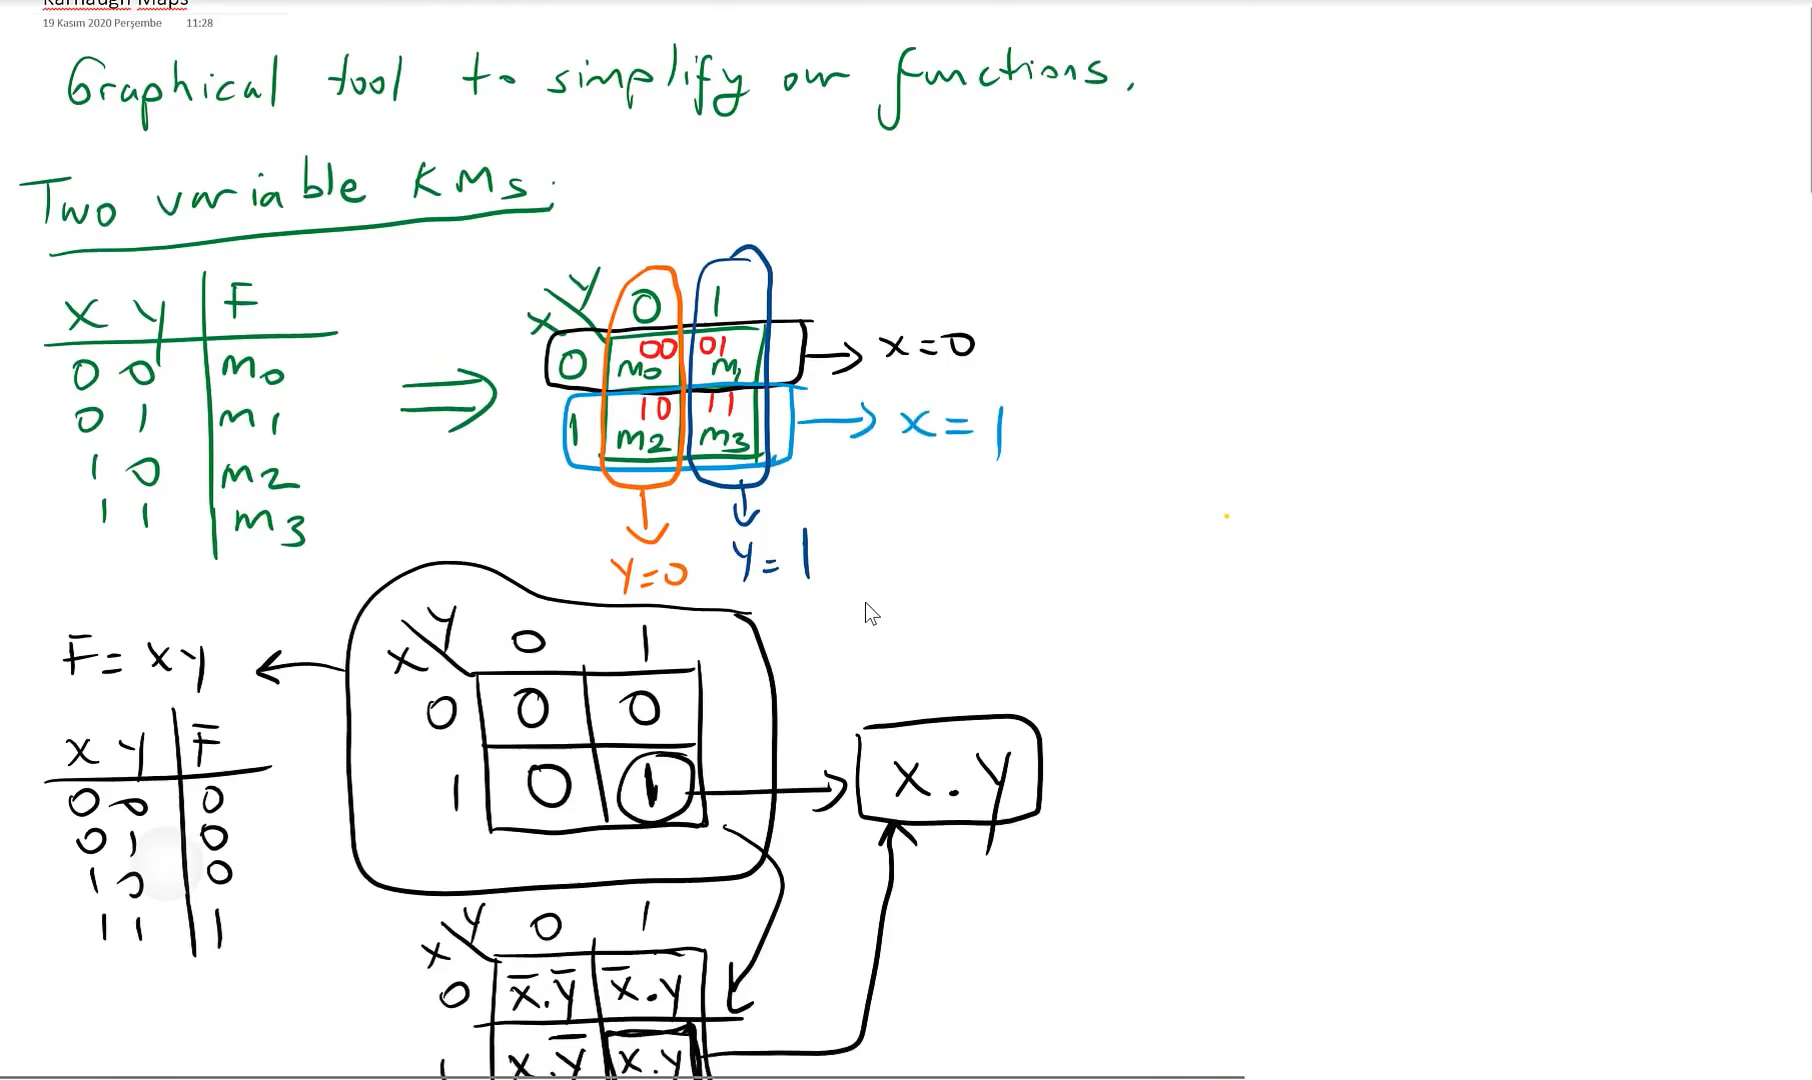 Karnaugh Maps
19 Kasım 2020 Perşembe 11:28
Graphical tool to simplify our functions.
Two variable KMs:
X Y F
0 0 m0
0 1 m1
1 0 m2
1 1 m3
Y 0 1
X
0 00 01 x=0
m0 m1
1 10 11 x=1
m2 m3
Y=0 Y=1
F= XY
X Y F
0 0 0
0 1 0
1 0 0
1 1 1
Y 0 1
X
0 0 0
1 0 1
X.Y
Y 0 1
X
0 X̅.Y̅ X̅.Y
1 X.Y̅ X.Y